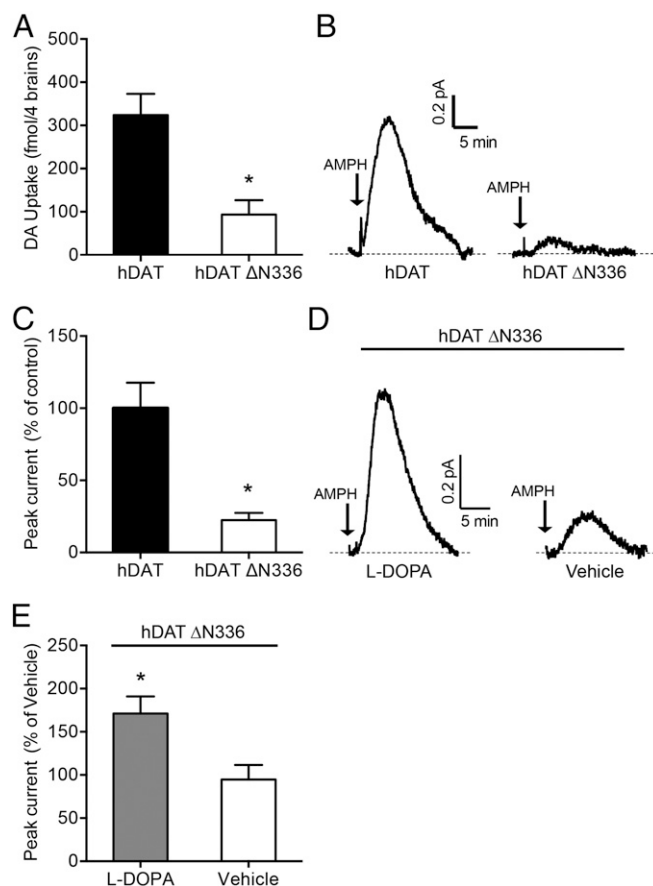 A
DA Uptake (fmol/4 brains)
500
400
300
200
100
0
*
hDAT
hDAT ΔN336
B
0.2 pA
5 min
AMPH
AMPH
hDAT
hDAT ΔN336
C
Peak current (% of control)
150
100
50
0
*
hDAT
hDAT ΔN336
D
hDAT ΔN336
0.2 pA
5 min
AMPH
AMPH
L-DOPA
Vehicle
E
hDAT ΔN336
Peak current (% of Vehicle)
250
200
150
100
50
0
*
L-DOPA
Vehicle